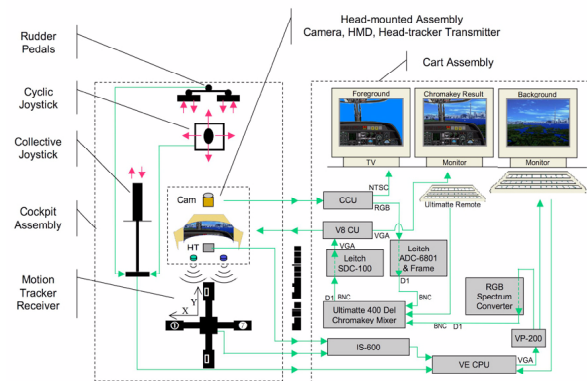 Head-mounted Assembly
Camera, HMD, Head-tracker Transmitter
Rudder
Pedals
Cart Assembly
Foreground
Chromakey Result
Background
Cyclic
Joystick
Collective
Joystick
TV
Monitor
Monitor
NTSC
Cam
CCU
RGB
Ultimatte Remote
Cockpit
Assembly
V8 CU
VGA
VGA
HT
Leitch
SDC-100
Leitch
ADC-6801
& Frame
RGB
Spectrum
Converter
Motion
Tracker
Receiver
D1
BNC
D1
BNC
Y
X
Ultimatte 400 Del
Chromakey Mixer
BNC
D1
VP-200
IS-600
VGA
VE CPU